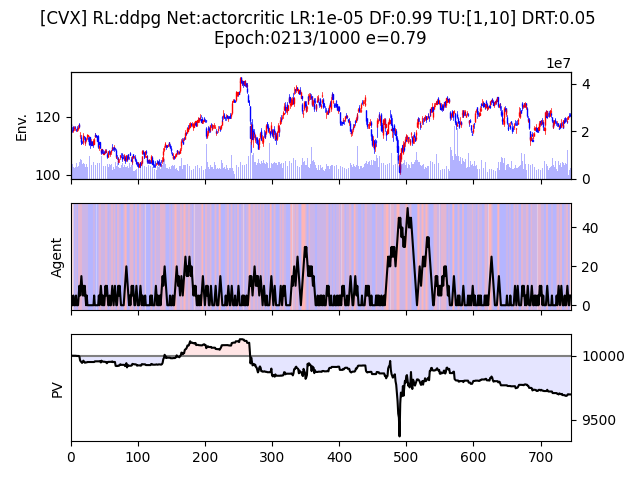 [CVX] RL:ddpg Net:actorcritic LR:1e-05 DF:0.99 TU:[1,10] DRT:0.05
Epoch:0213/1000 e=0.79
1e7
Env.
120
100
4
2
0
Agent
40
20
0
PV
10000
9500
0 100 200 300 400 500 600 700